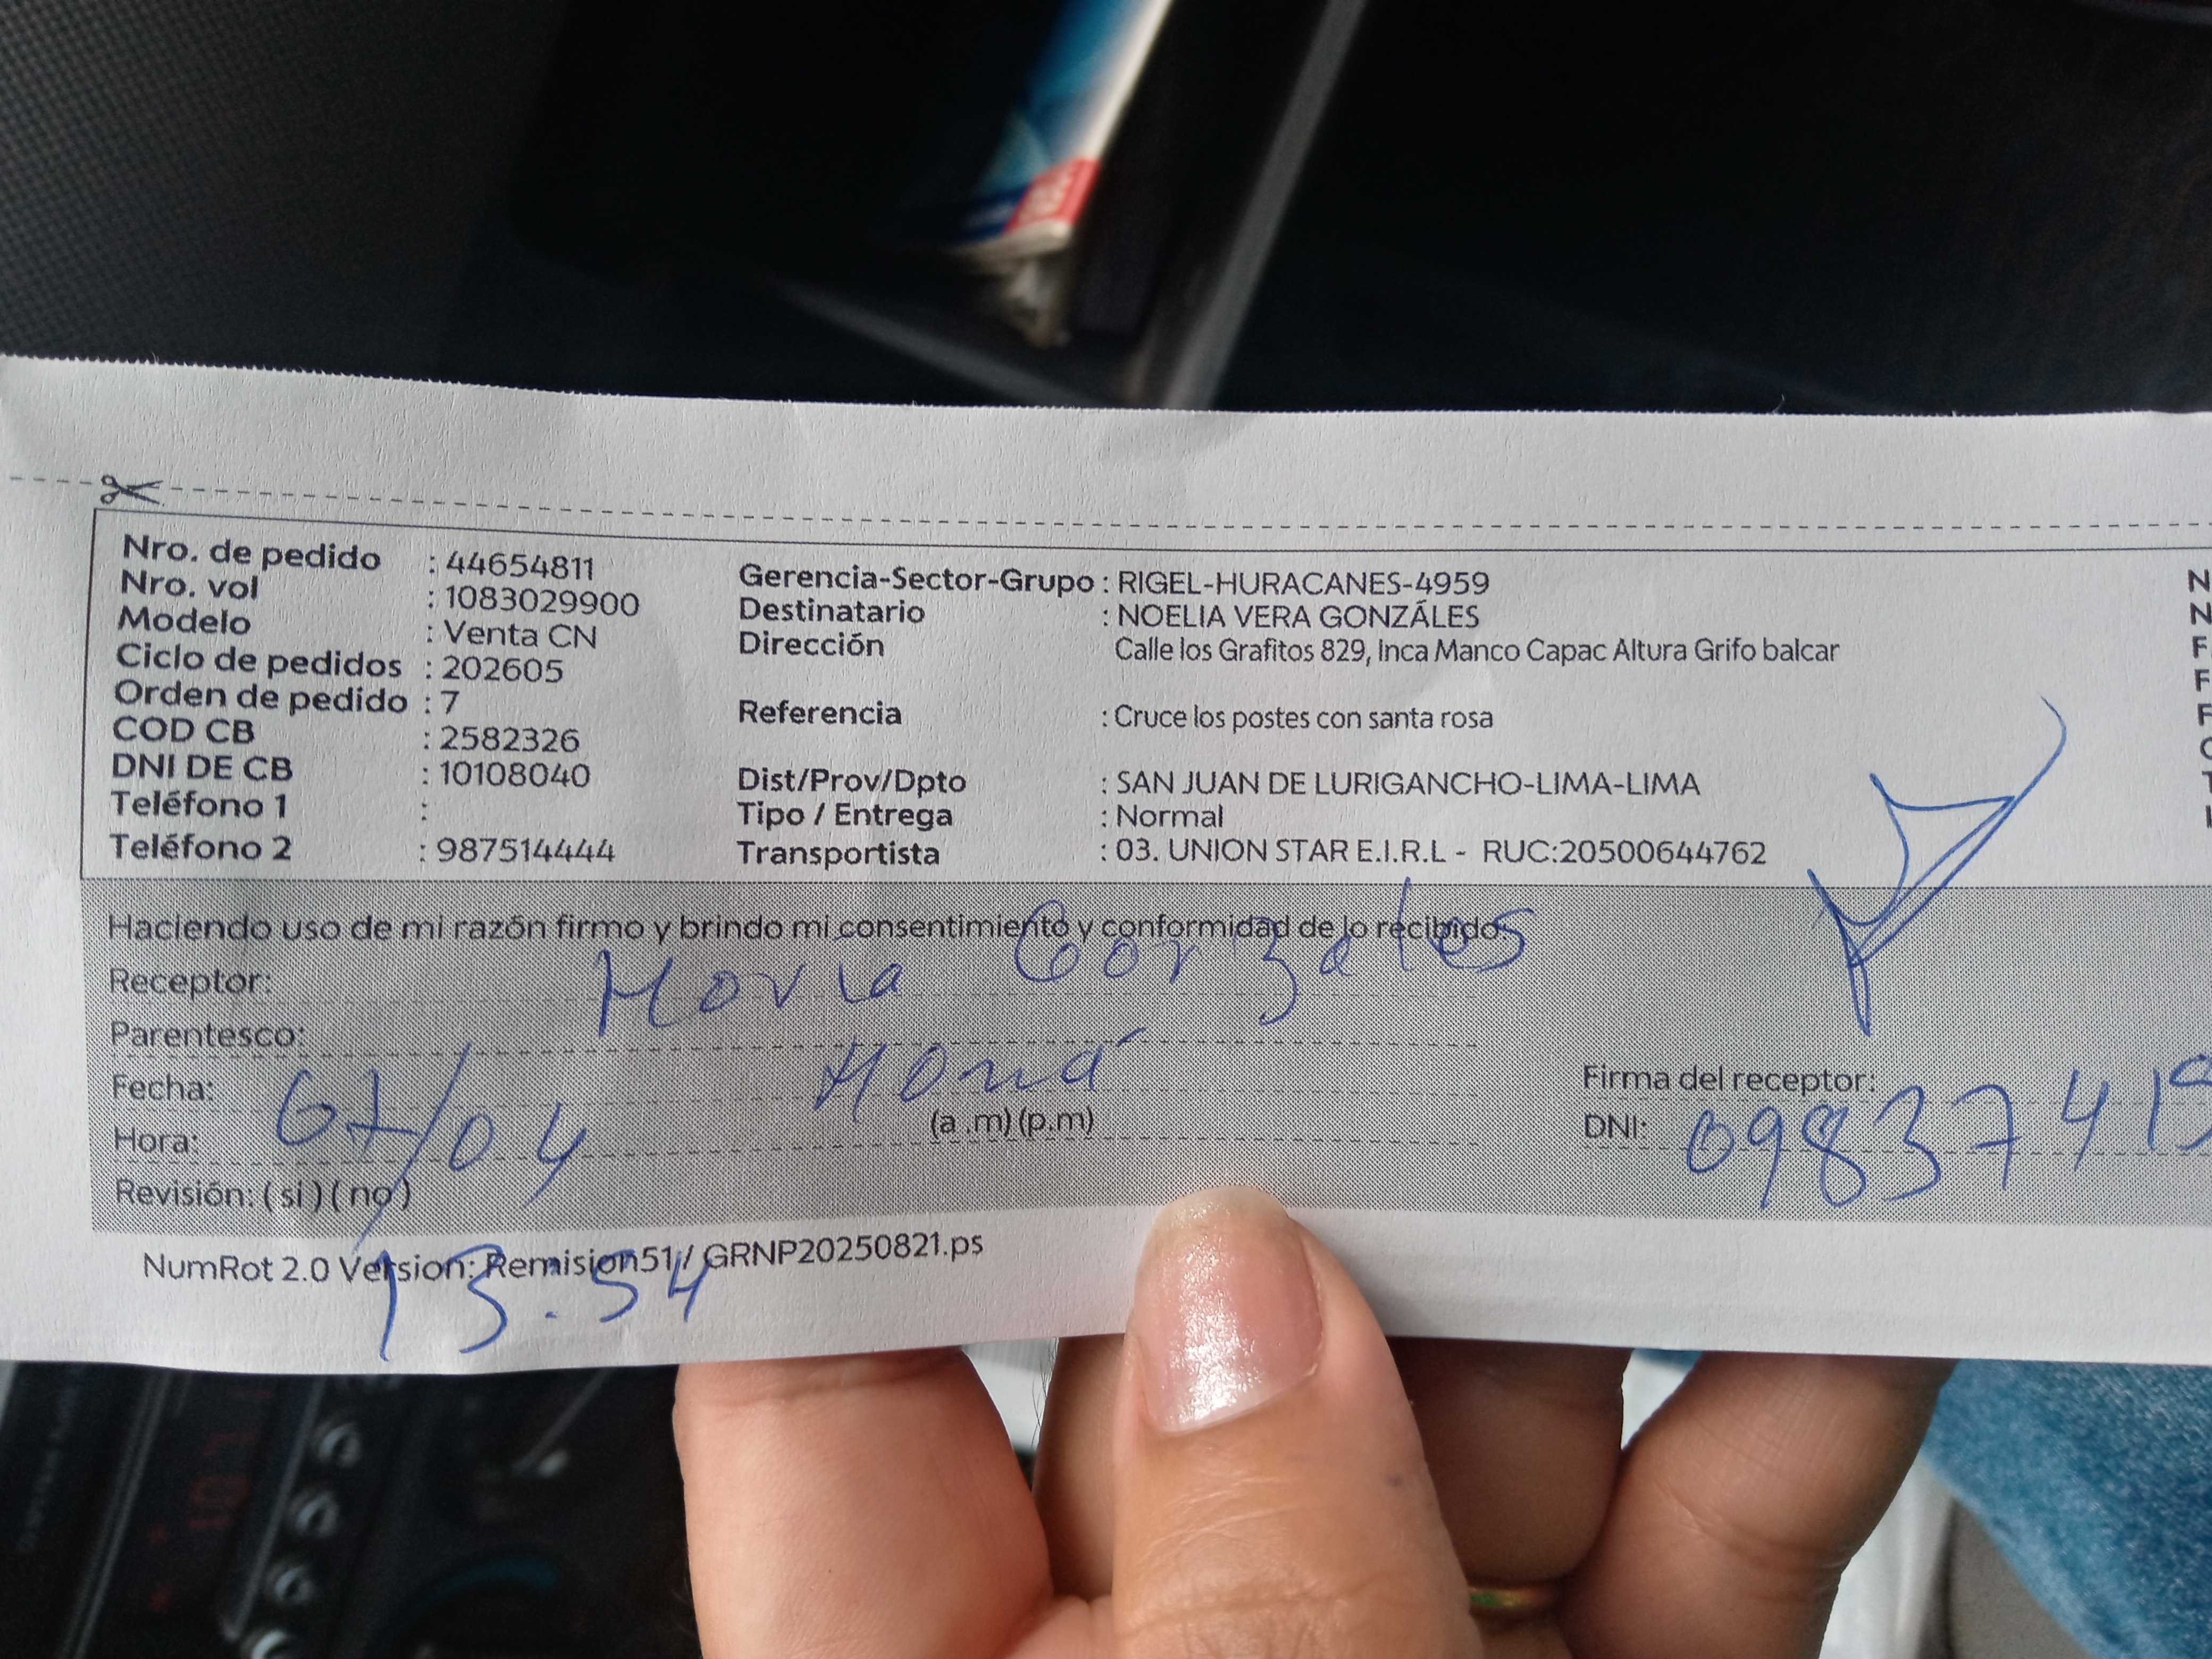 Nro. de pedido : 44654811
Nro. vol : 1083029900
Modelo : Venta CN
Ciclo de pedidos : 202605
Orden de pedido : 7
COD CB : 2582326
DNI DE CB : 10108040
Teléfono 1 :
Teléfono 2 : 987514444
Gerencia-Sector-Grupo : RIGEL-HURACANES-4959
Destinatario : NOELIA VERA GONZÁLES
Dirección Calle los Grafitos 829, Inca Manco Capac Altura Grifo balcar
Referencia : Cruce los postes con santa rosa
Dist/Prov/Dpto : SAN JUAN DE LURIGANCHO-LIMA-LIMA
Tipo / Entrega : Normal
Transportista : 03. UNION STAR E.I.R.L - RUC:20500644762
N
N
F
F
F
Haciendo uso de mi razón firmo y brindo mi consentimiento y conformidad de lo recibido.
Receptor: María Gonzales
Parentesco: Mamá
Fecha: 07/04
Hora: (a .m) (p.m)
Revisión: ( si ) ( no )
Firma del receptor:
DNI: 0983741
NumRot 2.0 Version: Remision51 / GRNP20250821.ps
13.54